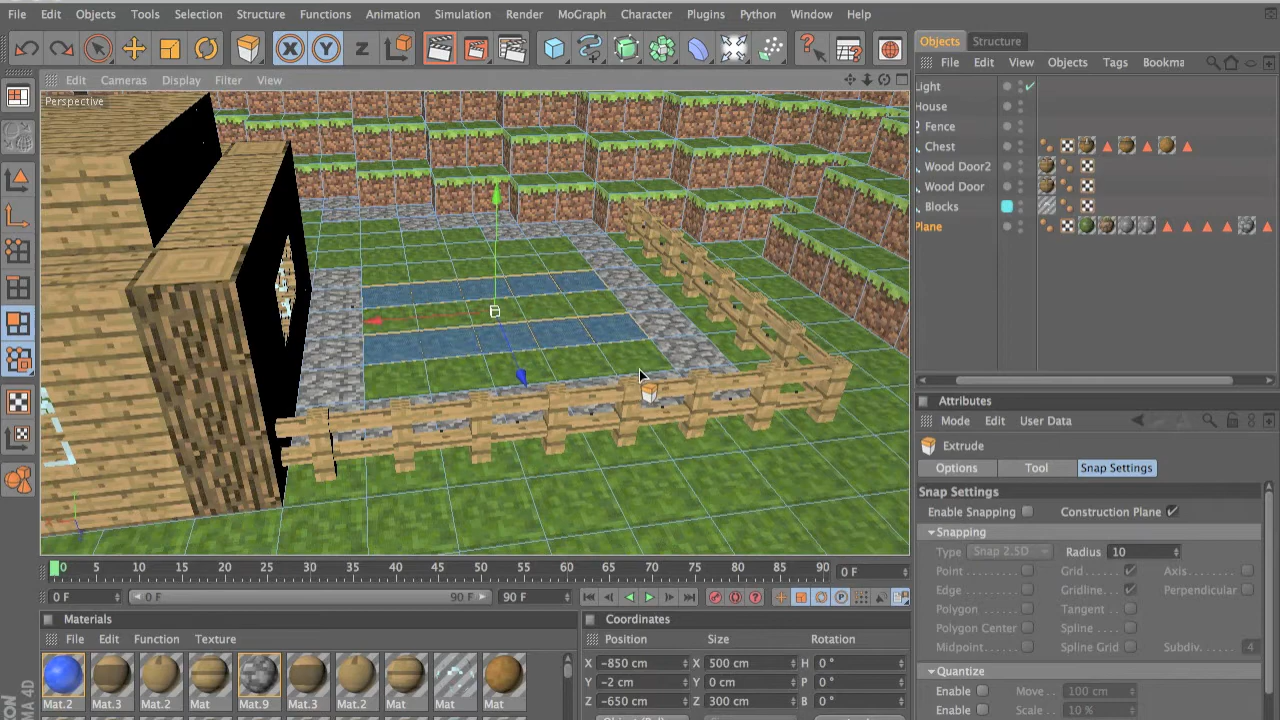 File Edit Objects Tools Selection Structure Functions Animation Simulation Render MoGraph Character Plugins Python Window Help
X Y Z
Objects Structure
Edit Cameras Display Filter View
File Edit View Objects Tags Bookma
Perspective
Light
House
Fence
Chest
Wood Door2
Wood Door
Blocks
Plane
Attributes
Mode Edit User Data
Extrude
Options Tool Snap Settings
Snap Settings
Enable Snapping Construction Plane
Snapping
Type Snap 2.5D Radius 10
Point Grid Axis
Edge Gridline Perpendicular
Polygon Tangent
Polygon Center Spline
Midpoint Spline Grid Subdiv. 4
Quantize
Enable Move 100 cm
Enable Scale 10 %
0 5 10 15 20 25 30 35 40 45 50 55 60 65 70 75 80 85 90 0 F
0 F 0 F 90 F 90 F
Materials
File Edit Function Texture
Mat.2 Mat.3 Mat.2 Mat Mat.9 Mat.3 Mat.2 Mat Mat Mat
Coordinates
Position Size Rotation
X -850 cm X 500 cm H 0 °
Y -2 cm Y 0 cm P 0 °
Z -650 cm Z 300 cm B 0 °